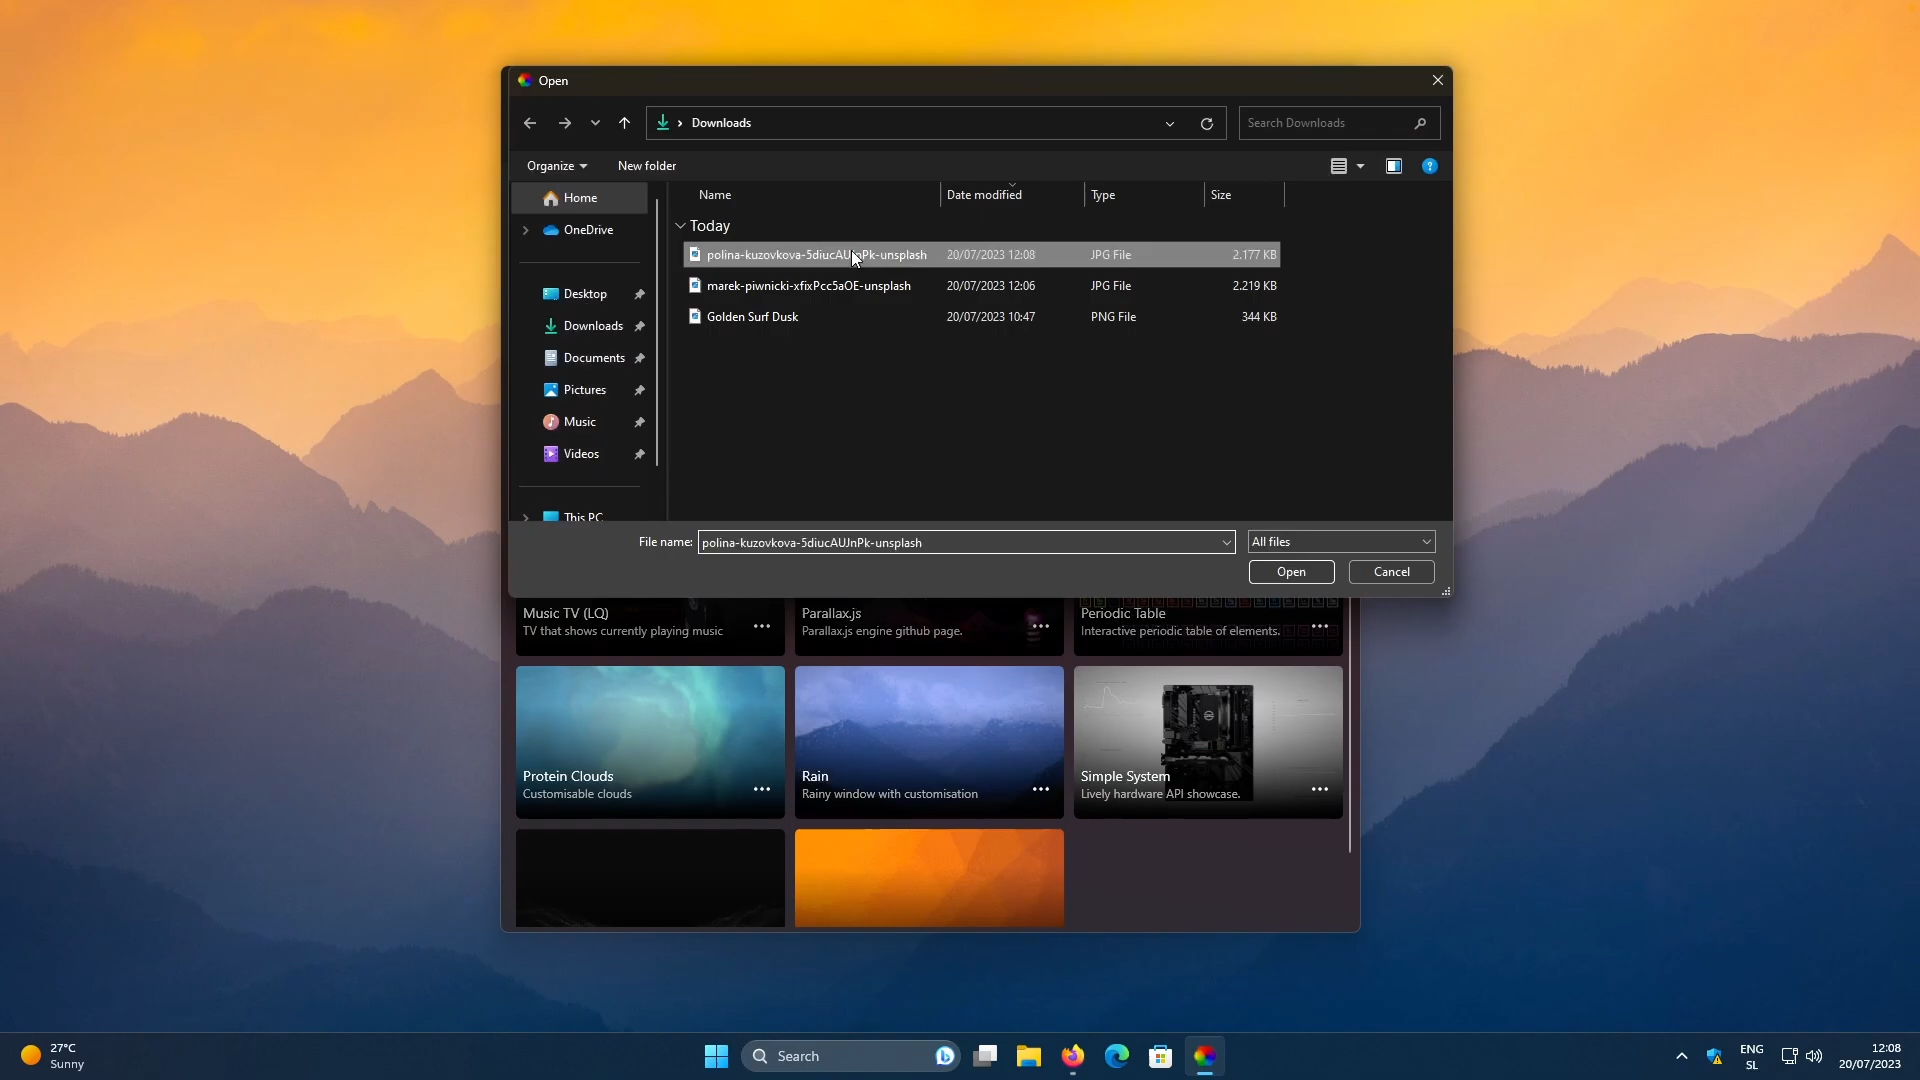 Open
Downloads
Search Downloads
Organize
New folder
Home
OneDrive
Desktop
Downloads
Documents
Pictures
Music
Videos
This PC
Name
Date modified
Type
Size
Today
polina-kuzovkova-5diucAUJnPk-unsplash 20/07/2023 12:08 JPG File 2.177 KB
marek-piwnicki-xfixPcc5aOE-unsplash 20/07/2023 12:06 JPG File 2.219 KB
Golden Surf Dusk 20/07/2023 10:47 PNG File 344 KB
File name: polina-kuzovkova-5diucAUJnPk-unsplash
All files
Open
Cancel
Music TV (LQ)
TV that shows currently playing music
Parallax.js
Parallax.js engine github page.
Periodic Table
Interactive periodic table of elements.
Protein Clouds
Customisable clouds
Rain
Rainy window with customisation
Simple System
Lively hardware API showcase.
27°C
Sunny
Search
ENG
SL
12:08
20/07/2023